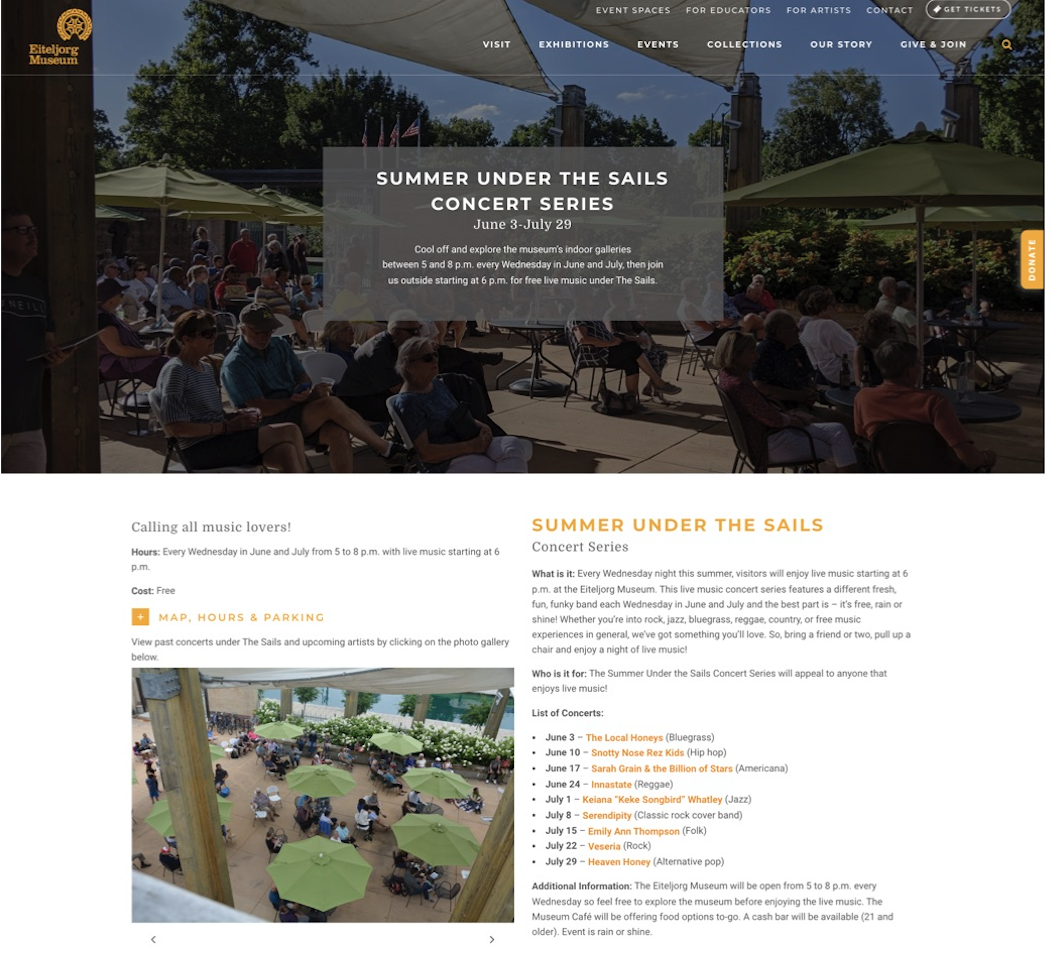 EVENT SPACES FOR EDUCATORS FOR ARTISTS CONTACT GET TICKETS
Eiteljorg
Museum
VISIT EXHIBITIONS EVENTS COLLECTIONS OUR STORY GIVE & JOIN
SUMMER UNDER THE SAILS
CONCERT SERIES
June 3-July 29
Cool off and explore the museum's indoor galleries
between 5 and 8 p.m. every Wednesday in June and July, then join
us outside starting at 6 p.m. for free live music under The Sails.
DONATE
Calling all music lovers!
Hours: Every Wednesday in June and July from 5 to 8 p.m. with live music starting at 6
p.m.
Cost: Free
+ MAP, HOURS & PARKING
View past concerts under The Sails and upcoming artists by clicking on the photo gallery
below.
SUMMER UNDER THE SAILS
Concert Series
What is it: Every Wednesday night this summer, visitors will enjoy live music starting at 6
p.m. at the Eiteljorg Museum. This live music concert series features a different fresh,
fun, funky band each Wednesday in June and July and the best part is – it's free, rain or
shine! Whether you're into rock, jazz, bluegrass, reggae, country, or free music
experiences in general, we've got something you'll love. So, bring a friend or two, pull up a
chair and enjoy a night of live music!
Who is it for: The Summer Under the Sails Concert Series will appeal to anyone that
enjoys live music!
List of Concerts:
• June 3 – The Local Honeys (Bluegrass)
• June 10 – Snotty Nose Rez Kids (Hip hop)
• June 17 – Sarah Grain & the Billion of Stars (Americana)
• June 24 – Innastate (Reggae)
• July 1 – Keiana "Keke Songbird" Whatley (Jazz)
• July 8 – Serendipity (Classic rock cover band)
• July 15 – Emily Ann Thompson (Folk)
• July 22 – Veseria (Rock)
• July 29 – Heaven Honey (Alternative pop)
Additional Information: The Eiteljorg Museum will be open from 5 to 8 p.m. every
Wednesday so feel free to explore the museum before enjoying the live music. The
Museum Café will be offering food options to-go. A cash bar will be available (21 and
older). Event is rain or shine.